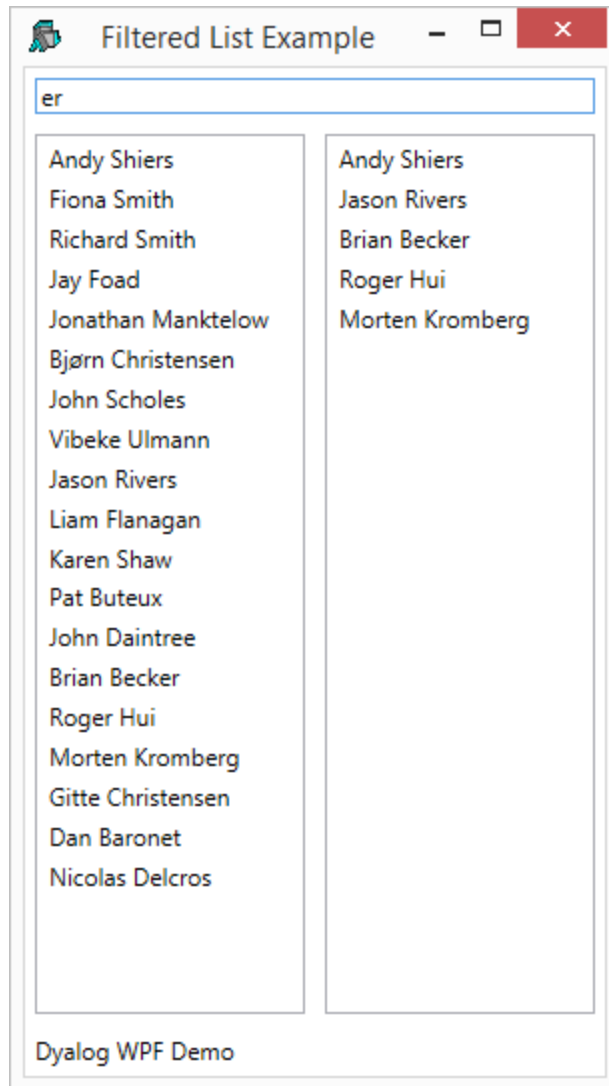 Filtered List Example
er
Andy Shiers
Fiona Smith
Richard Smith
Jay Foad
Jonathan Manktelow
Bjørn Christensen
John Scholes
Vibeke Ulmann
Jason Rivers
Liam Flanagan
Karen Shaw
Pat Buteux
John Daintree
Brian Becker
Roger Hui
Morten Kromberg
Gitte Christensen
Dan Baronet
Nicolas Delcros
Andy Shiers
Jason Rivers
Brian Becker
Roger Hui
Morten Kromberg
Dyalog WPF Demo